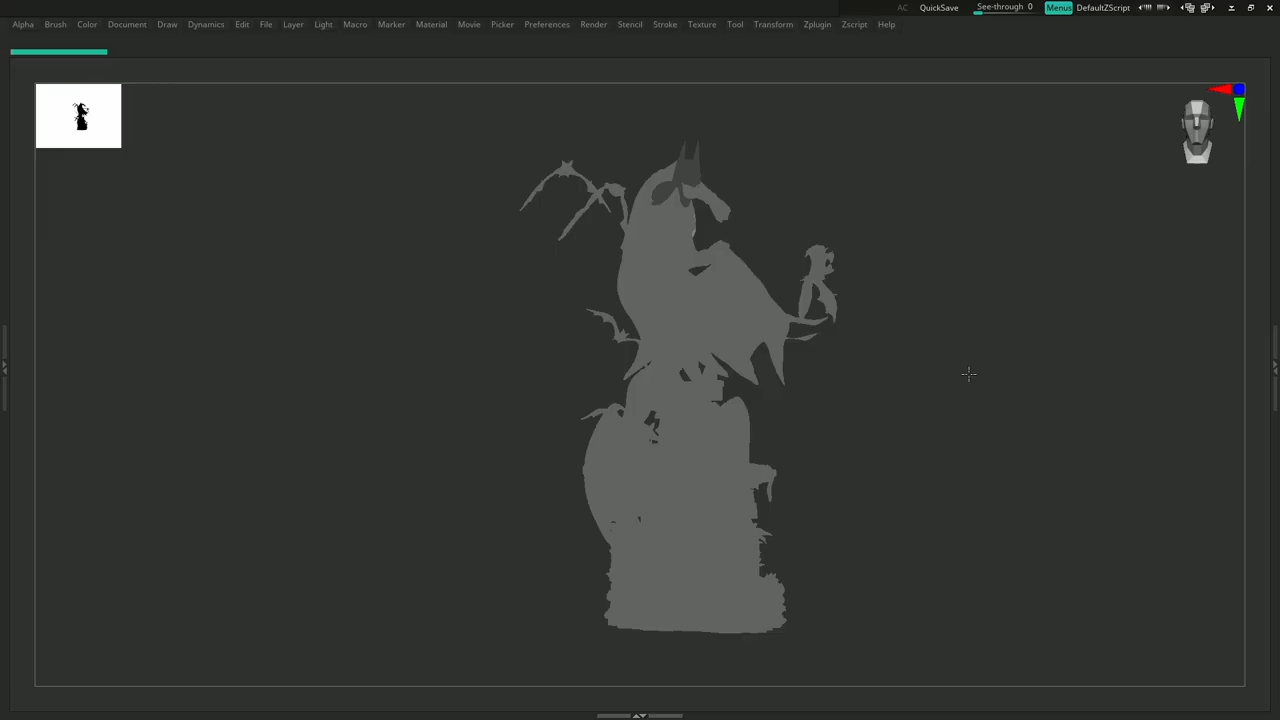 AC QuickSave See-through 0 Menus DefaultZScript
Alpha Brush Color Document Draw Dynamics Edit File Layer Light Macro Marker Material Movie Picker Preferences Render Stencil Stroke Texture Tool Transform Zplugin Zscript Help